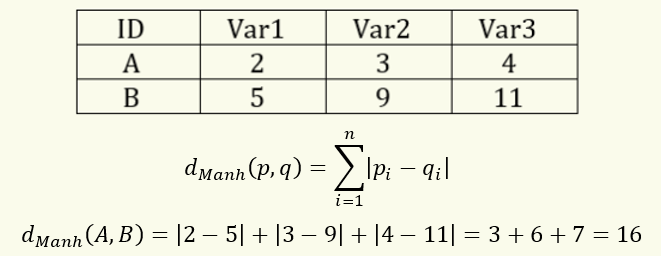 ID Var1 Var2 Var3
A 2 3 4
B 5 9 11
n
d_Manh(p, q) = ∑|p_i − q_i|
i=1
d_Manh(A, B) = |2 − 5| + |3 − 9| + |4 − 11| = 3 + 6 + 7 = 16